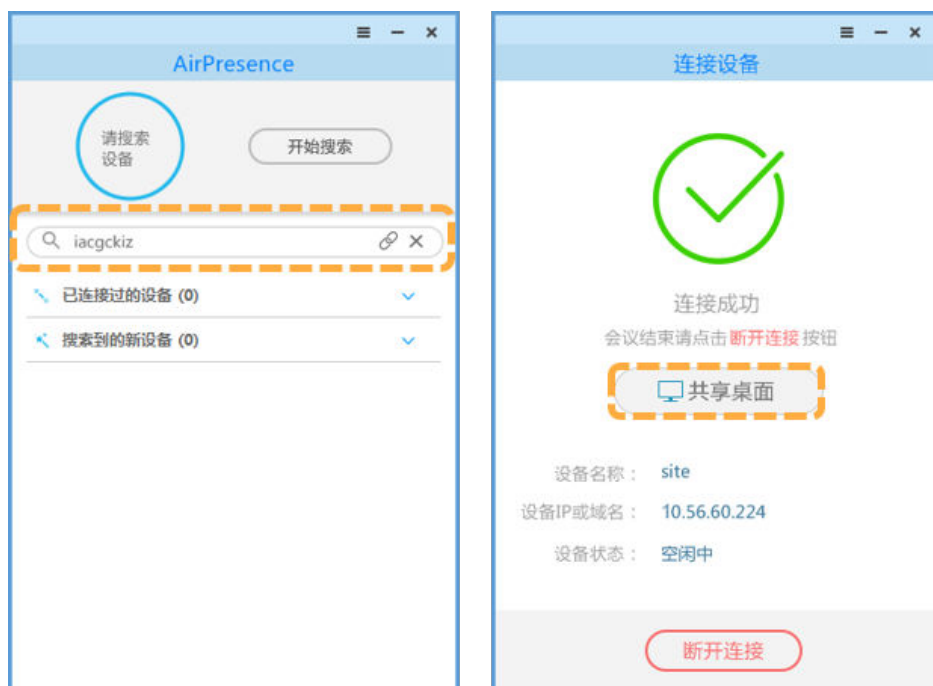 AirPresence
请搜索
设备
开始搜索
iacgckiz
已连接过的设备 (0)
搜索到的新设备 (0)
连接设备
连接成功
会议结束请点击 断开连接 按钮
共享桌面
设备名称： site
设备IP或域名： 10.56.60.224
设备状态： 空闲中
断开连接